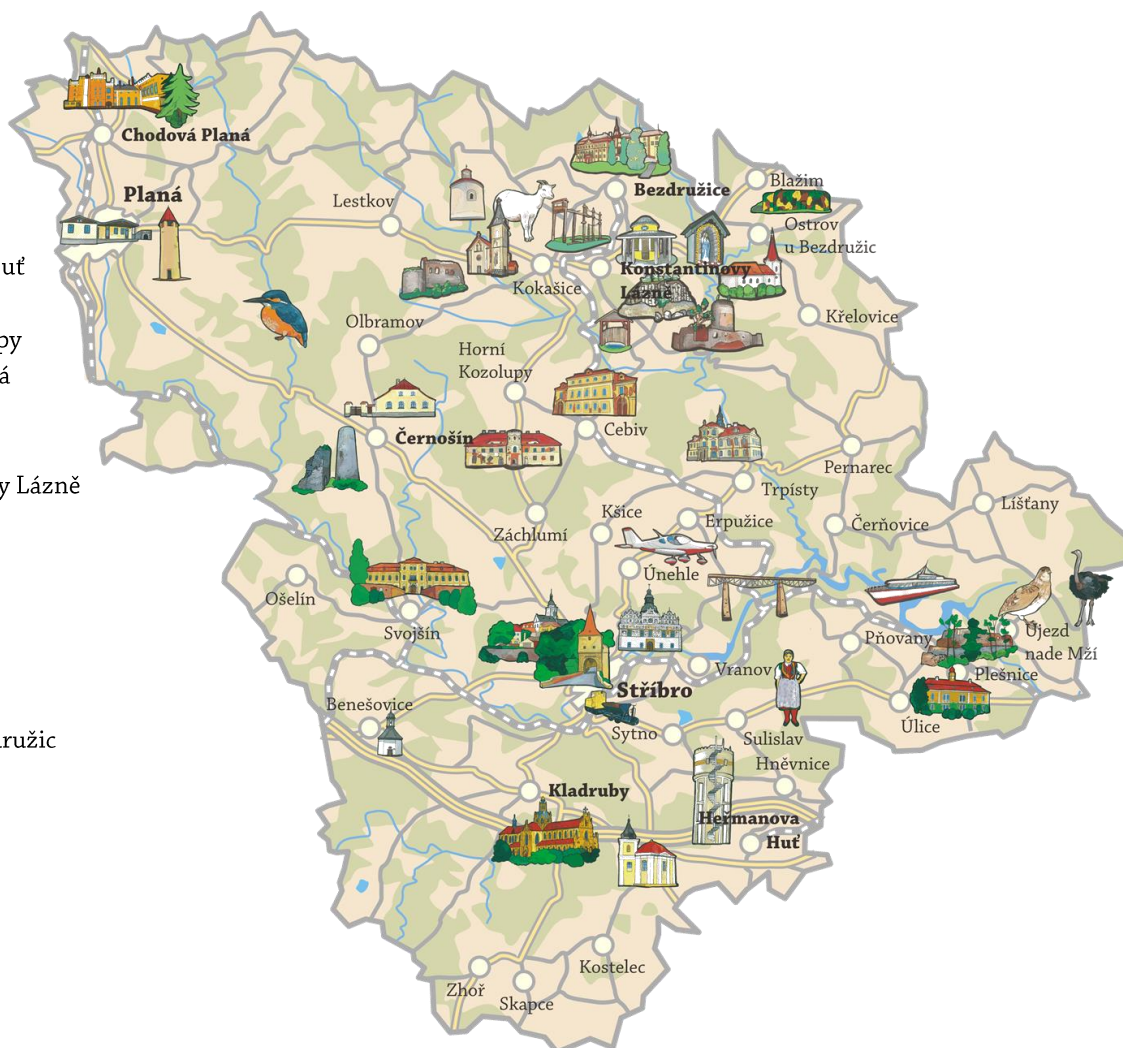 Chodová Planá
Planá
Lestkov
Bezdružice
Blažim
Ostrov
u Bezdružic
uť
Kokašice
Konstantinovy
Lázně
Křelovice
Olbramov
py
á
Horní
Kozolupy
Černošín
Cebiv
Pernarec
Trpísty
y Lázně
Líšťany
Záchlumí
Kšice
Erpužice
Čerňovice
Únehle
Ošelín
Svojšín
Pňovany
Újezd
nade Mží
Vranov
Plešnice
Stříbro
Benešovice
Sytno
Sulislav
Úlice
družic
Hněvnice
Kladruby
Hermanova
Huť
Kostelec
Zhoř
Skapce